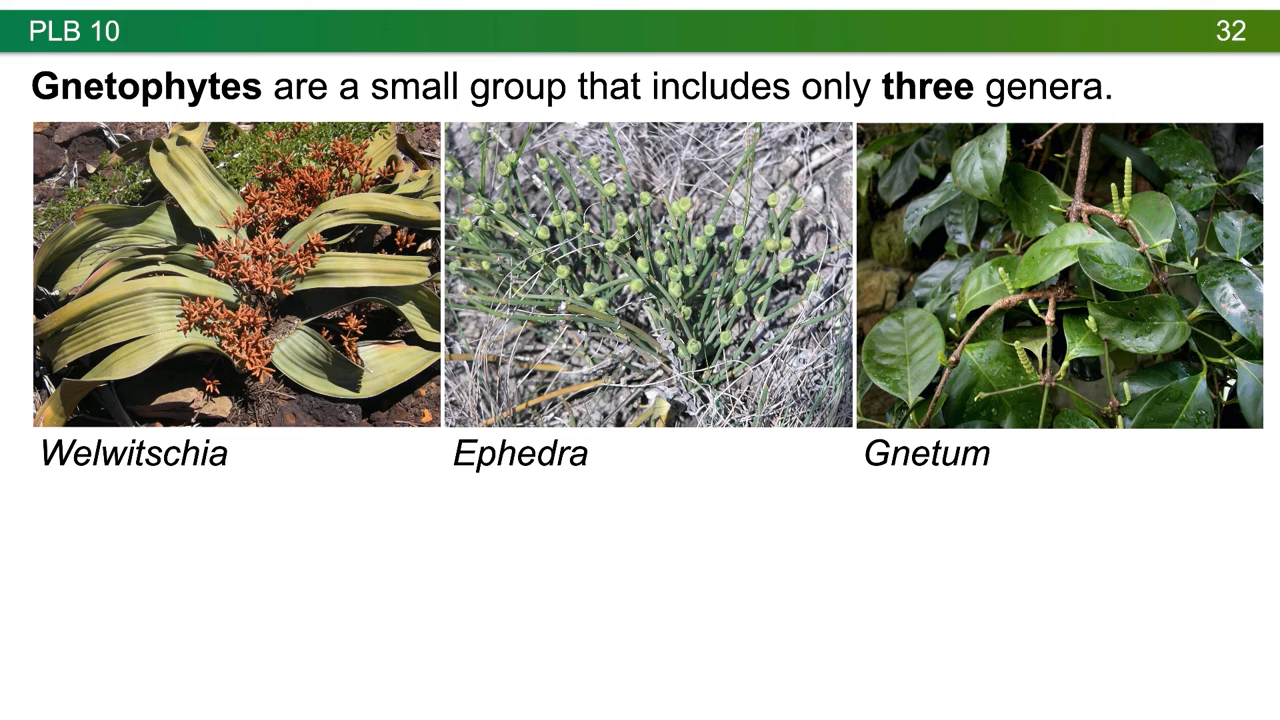 PLB 10
32
Gnetophytes are a small group that includes only three genera.
Welwitschia
Ephedra
Gnetum